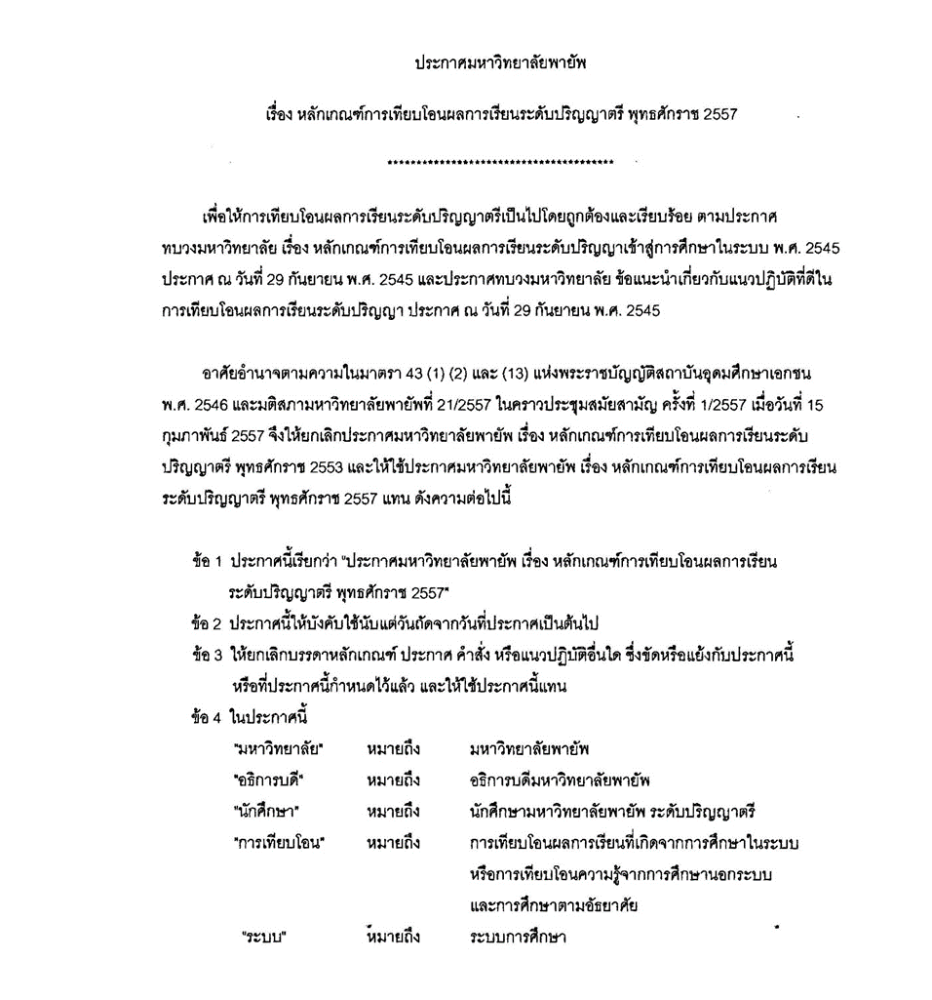 ประกาศมหาวิทยาลัยพายัพ
เรื่อง หลักเกณฑ์การเทียบโอนผลการเรียนระดับปริญญาตรี พุทธศักราช 2557
***************************************
เพื่อให้การเทียบโอนผลการเรียนระดับปริญญาตรีเป็นไปโดยถูกต้องและเรียบร้อย ตามประกาศ
ทบวงมหาวิทยาลัย เรื่อง หลักเกณฑ์การเทียบโอนผลการเรียนระดับปริญญาเข้าสู่การศึกษาในระบบ พ.ศ. 2545
ประกาศ ณ วันที่ 29 กันยายน พ.ศ. 2545 และประกาศทบวงมหาวิทยาลัย ข้อแนะนำเกี่ยวกับแนวปฏิบัติที่ดีใน
การเทียบโอนผลการเรียนระดับปริญญา ประกาศ ณ วันที่ 29 กันยายน พ.ศ. 2545
อาศัยอำนาจตามความในมาตรา 43 (1) (2) และ (13) แห่งพระราชบัญญัติสถาบันอุดมศึกษาเอกชน
พ.ศ. 2546 และมติสภามหาวิทยาลัยพายัพที่ 21/2557 ในคราวประชุมสมัยสามัญ ครั้งที่ 1/2557 เมื่อวันที่ 15
กุมภาพันธ์ 2557 จึงให้ยกเลิกประกาศมหาวิทยาลัยพายัพ เรื่อง หลักเกณฑ์การเทียบโอนผลการเรียนระดับ
ปริญญาตรี พุทธศักราช 2553 และให้ใช้ประกาศมหาวิทยาลัยพายัพ เรื่อง หลักเกณฑ์การเทียบโอนผลการเรียน
ระดับปริญญาตรี พุทธศักราช 2557 แทน ดังความต่อไปนี้
ข้อ 1 ประกาศนี้เรียกว่า "ประกาศมหาวิทยาลัยพายัพ เรื่อง หลักเกณฑ์การเทียบโอนผลการเรียน
ระดับปริญญาตรี พุทธศักราช 2557"
ข้อ 2 ประกาศนี้ให้บังคับใช้นับแต่วันถัดจากวันที่ประกาศเป็นต้นไป
ข้อ 3 ให้ยกเลิกบรรดาหลักเกณฑ์ ประกาศ คำสั่ง หรือแนวปฏิบัติอื่นใด ซึ่งขัดหรือแย้งกับประกาศนี้
หรือที่ประกาศนี้กำหนดไว้แล้ว และให้ใช้ประกาศนี้แทน
ข้อ 4 ในประกาศนี้
"มหาวิทยาลัย" หมายถึง มหาวิทยาลัยพายัพ
"อธิการบดี" หมายถึง อธิการบดีมหาวิทยาลัยพายัพ
"นักศึกษา" หมายถึง นักศึกษามหาวิทยาลัยพายัพ ระดับปริญญาตรี
"การเทียบโอน" หมายถึง การเทียบโอนผลการเรียนที่เกิดจากการศึกษาในระบบ
หรือการเทียบโอนความรู้จากการศึกษานอกระบบ
และการศึกษาตามอัธยาศัย
"ระบบ" หมายถึง ระบบการศึกษา